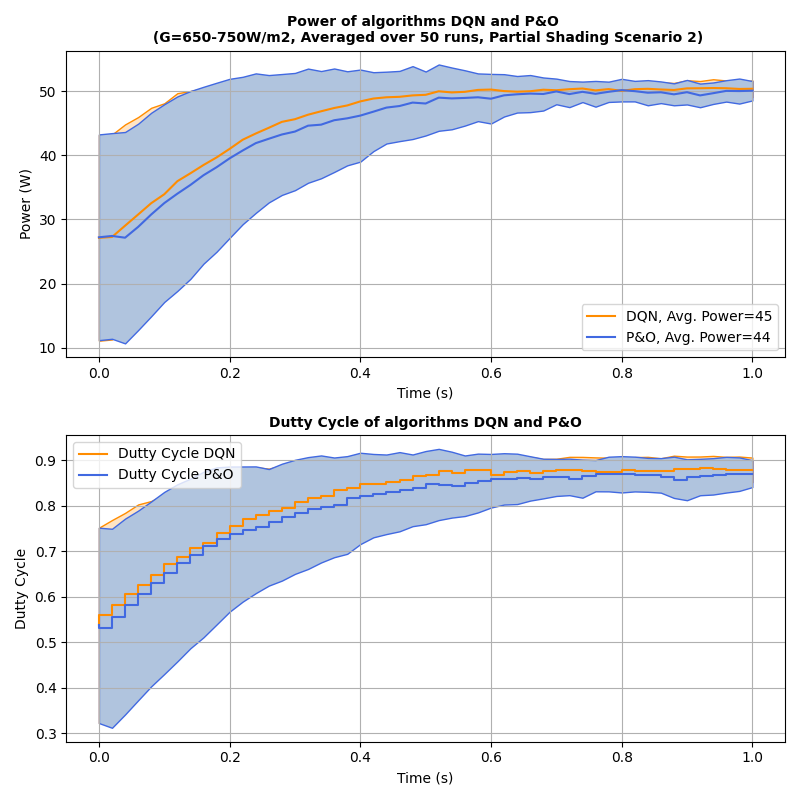 Power of algorithms DQN and P&O
(G=650-750W/m2, Averaged over 50 runs, Partial Shading Scenario 2)
50
40
30
20
10
Power (W)
DQN, Avg. Power=45
P&O, Avg. Power=44
0.0 0.2 0.4 0.6 0.8 1.0
Time (s)
Dutty Cycle of algorithms DQN and P&O
Dutty Cycle DQN
Dutty Cycle P&O
0.9
0.8
0.7
0.6
0.5
0.4
0.3
Dutty Cycle
0.0 0.2 0.4 0.6 0.8 1.0
Time (s)